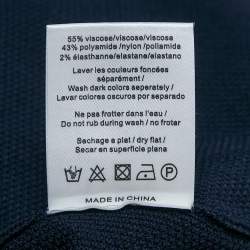 55% viscose/viscose/viscosa
43% polyamide/nylon/poliamida
2% élasthanne/elastane/elastano
Laver les couleurs foncées
séparément/
Wash dark colors separately/
Lavar colores oscuros por separado
Ne pas frotter dans l'eau /
Do not rub during wash / no frotar
Sechage a plat / dry flat /
Secar en superficie plana
MADE IN CHINA